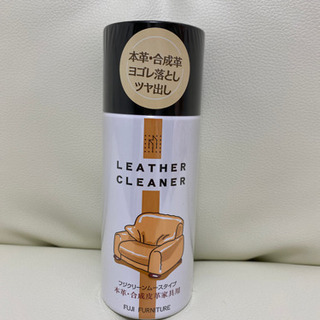 本革・合成革
ヨゴレ落とし
ツヤ出し
LEATHER
CLEANER
フジクリーンムースタイプ
本革・合成皮革家具用
FUJI FURNITURE